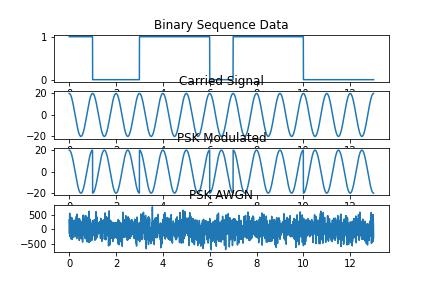 Binary Sequence Data
1
0
Carried Signal
20
0
−20
PSK Modulated
20
0
−20
PSK AWGN
500
0
−500
0 2 4 6 8 10 12